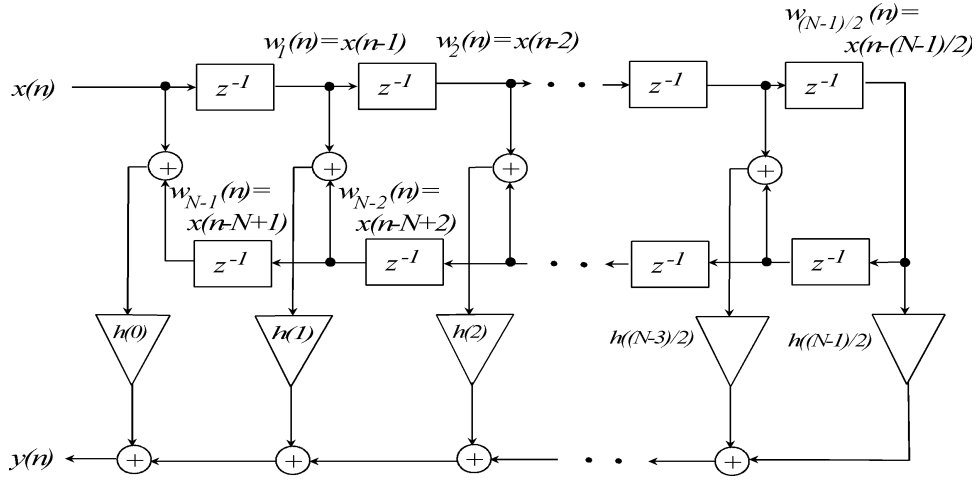 w_{(N-1)/2}(n)=
w_1(n)=x(n-1)
w_2(n)=x(n-2)
x(n-(N-1)/2)
x(n)
z^{-1}
z^{-1}
z^{-1}
z^{-1}
+
+
+
+
w_{N-1}(n)=
x(n-N+1)
w_{N-2}(n)=
x(n-N+2)
z^{-1}
z^{-1}
z^{-1}
z^{-1}
h(0)
h(1)
h(2)
h((N-3)/2)
h((N-1)/2)
y(n)
+
+
+
+